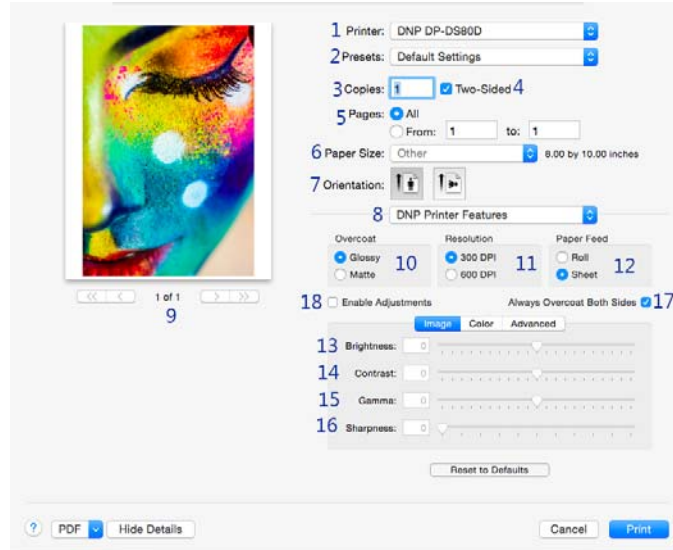 1 Printer: DNP DP-DS80D
2 Presets: Default Settings
3 Copies: 1 Two-Sided 4
5 Pages: All
From: 1 to: 1
6 Paper Size: Other 8.00 by 10.00 inches
7 Orientation:
8 DNP Printer Features
Overcoat Resolution Paper Feed
Glossy 300 DPI Roll
10 11 12
Matte 600 DPI Sheet
<< < 1 of 1 > >>
9
18 Enable Adjustments Always Overcoat Both Sides 17
Image Color Advanced
13 Brightness: 0
14 Contrast: 0
15 Gamma: 0
16 Sharpness: 0
Reset to Defaults
? PDF Hide Details Cancel Print